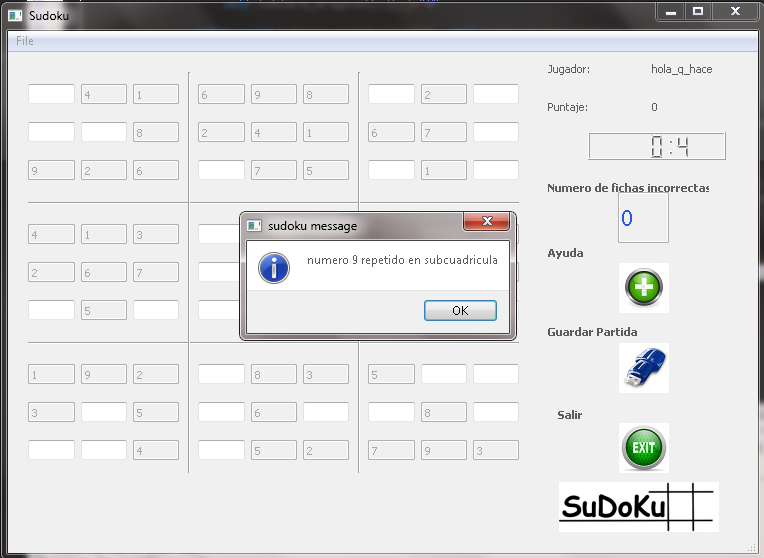 Sudoku
File
4 1 6 9 8 2
8 2 4 1 6 7
9 2 6 7 5 1
4 1 3
2 6 7
5
1 9 2 8 3 5
3 5 6 8
4 5 2 7 9 3
sudoku message
numero 9 repetido en subcuadricula
OK
Jugador: hola_q_hace
Puntaje: 0
0:4
Numero de fichas incorrectas
0
Ayuda
Guardar Partida
Salir
EXIT
SuDoKu